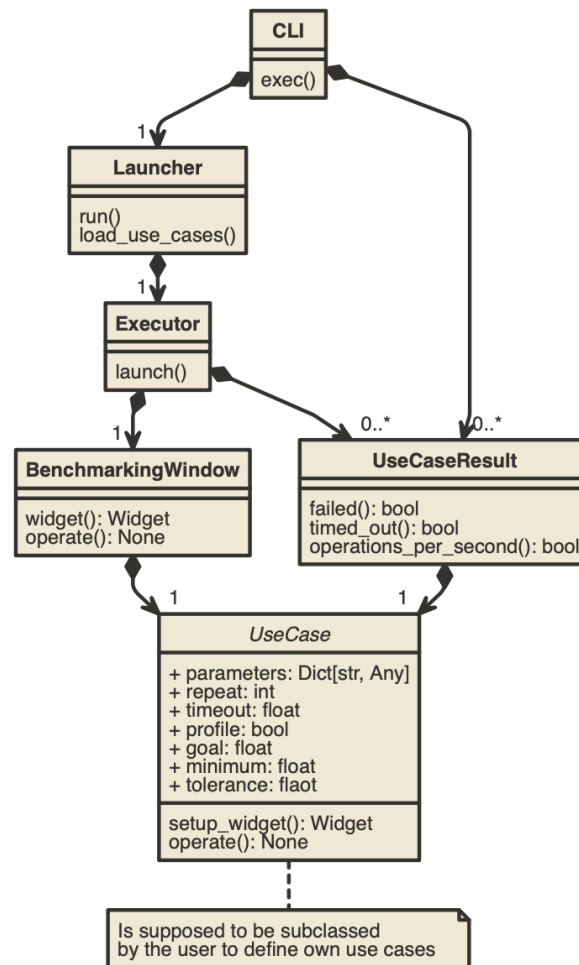 CLI
exec()
1
Launcher
run()
load_use_cases()
1
Executor
launch()
1
0..*
0..*
BenchmarkingWindow
widget(): Widget
operate(): None
UseCaseResult
failed(): bool
timed_out(): bool
operations_per_second(): bool
1
1
UseCase
+ parameters: Dict[str, Any]
+ repeat: int
+ timeout: float
+ profile: bool
+ goal: float
+ minimum: float
+ tolerance: flaot
setup_widget(): Widget
operate(): None
Is supposed to be subclassed
by the user to define own use cases